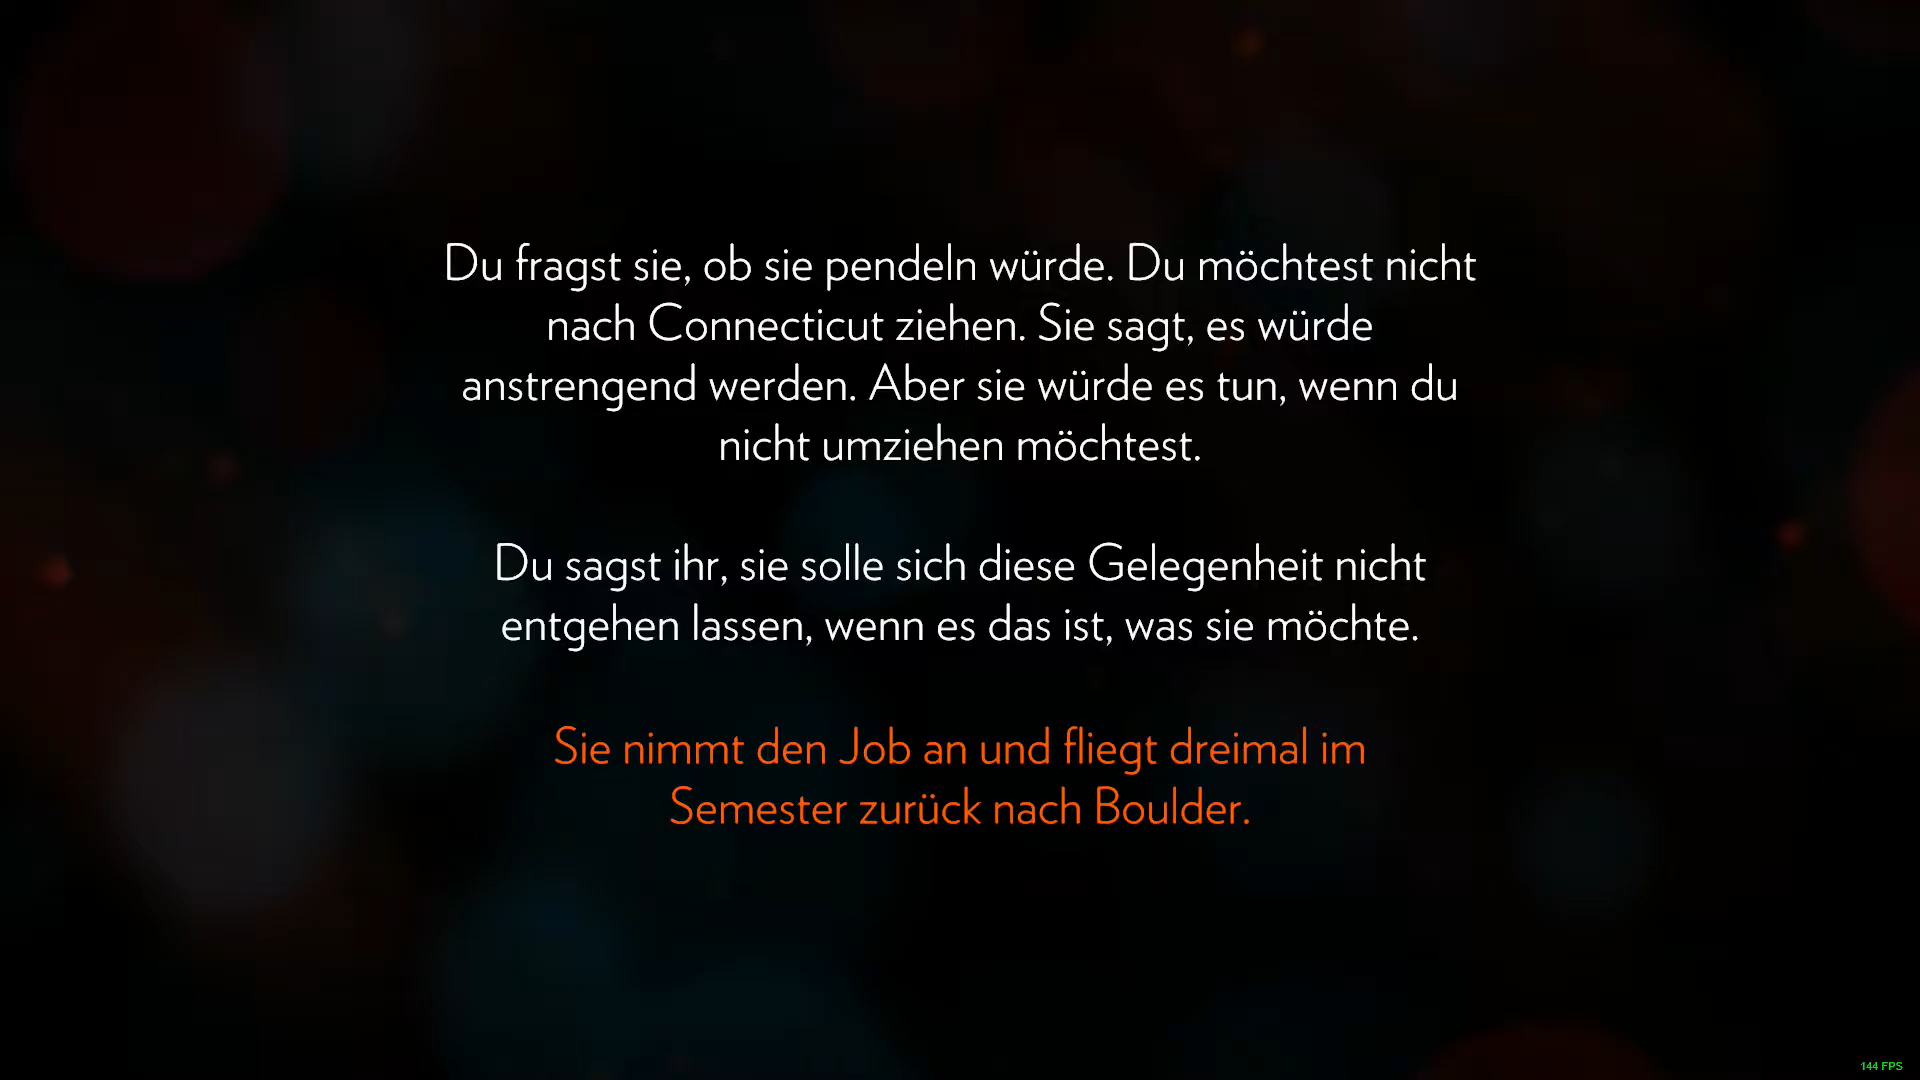 Du fragst sie, ob sie pendeln würde. Du möchtest nicht
nach Connecticut ziehen. Sie sagt, es würde
anstrengend werden. Aber sie würde es tun, wenn du
nicht umziehen möchtest.
Du sagst ihr, sie solle sich diese Gelegenheit nicht
entgehen lassen, wenn es das ist, was sie möchte.
Sie nimmt den Job an und fliegt dreimal im
Semester zurück nach Boulder.
144 FPS